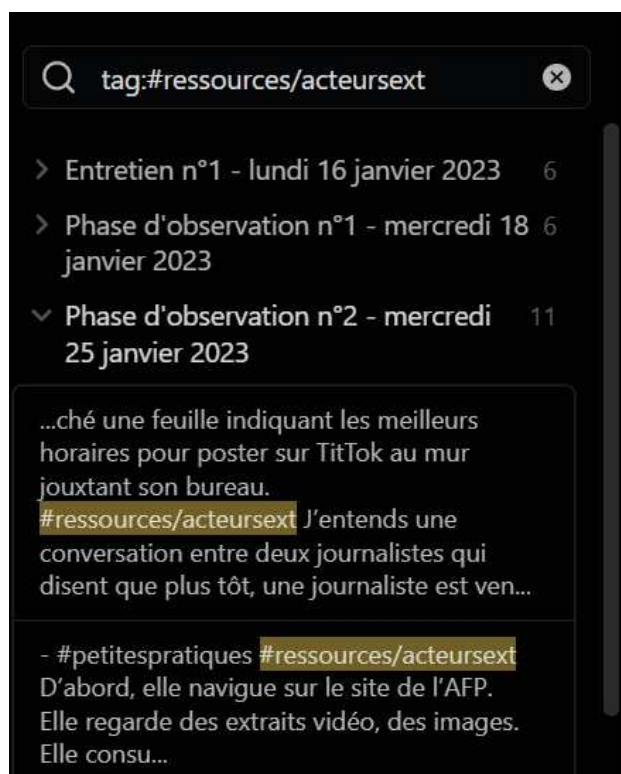 tag:#ressources/acteursext
Entretien n°1 - lundi 16 janvier 2023 6
Phase d'observation n°1 - mercredi 18 6
janvier 2023
Phase d'observation n°2 - mercredi 11
25 janvier 2023
...ché une feuille indiquant les meilleurs
horaires pour poster sur TitTok au mur
jouxtant son bureau.
#ressources/acteursext J'entends une
conversation entre deux journalistes qui
disent que plus tôt, une journaliste est ven...
- #petitespratiques #ressources/acteursext
D'abord, elle navigue sur le site de l'AFP.
Elle regarde des extraits vidéo, des images.
Elle consu...